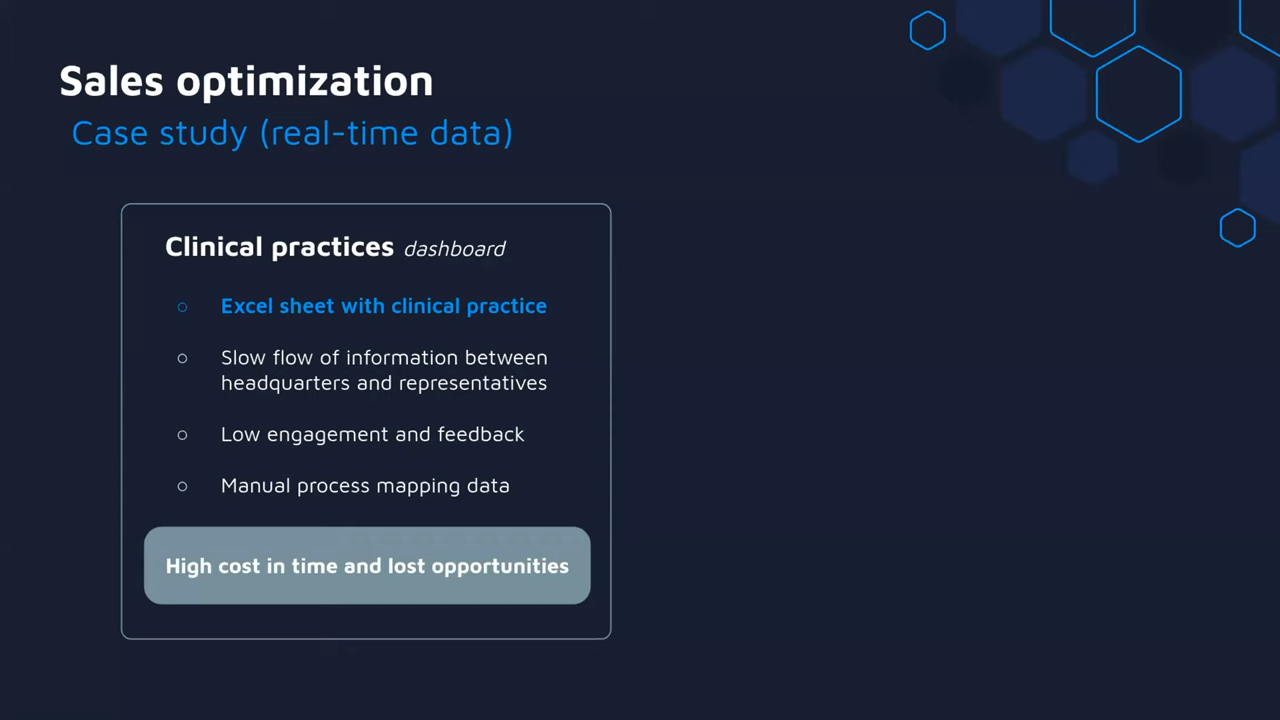 Sales optimization
Case study (real-time data)
Clinical practices dashboard
Excel sheet with clinical practice
Slow flow of information between
headquarters and representatives
Low engagement and feedback
Manual process mapping data
High cost in time and lost opportunities